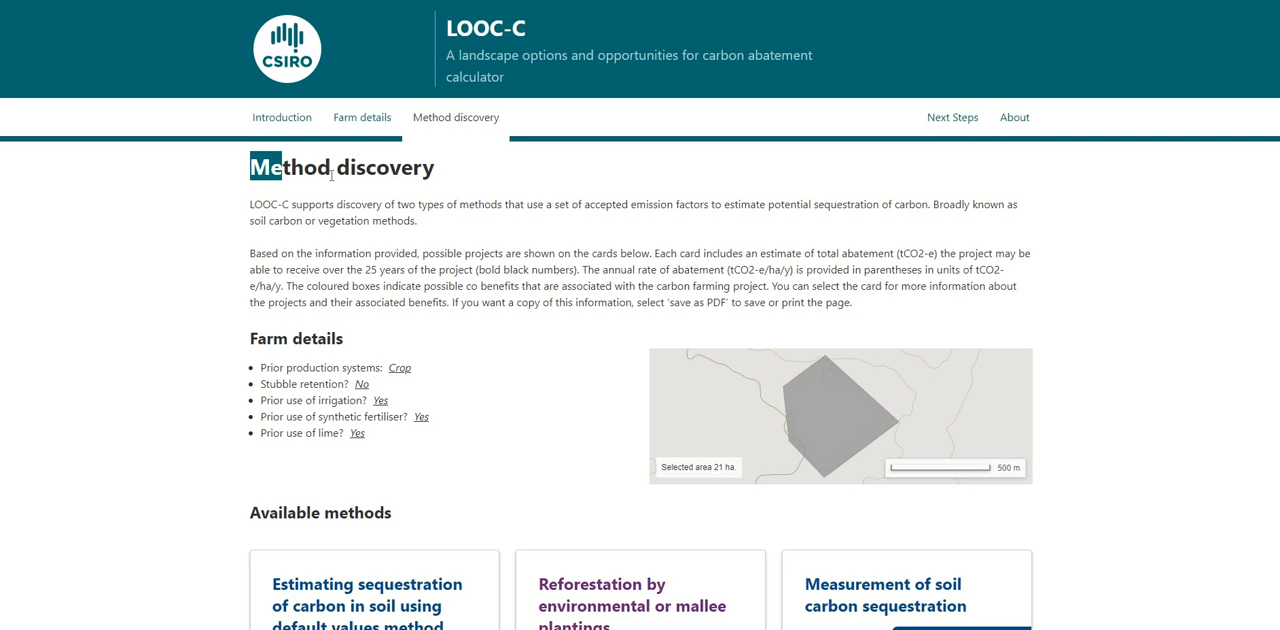 CSIRO
LOOC-C
A landscape options and opportunities for carbon abatement
calculator
Introduction
Farm details
Method discovery
Next Steps
About
Method discovery
LOOC-C supports discovery of two types of methods that use a set of accepted emission factors to estimate potential sequestration of carbon. Broadly known as
soil carbon or vegetation methods.
Based on the information provided, possible projects are shown on the cards below. Each card includes an estimate of total abatement (tCO2-e) the project may be
able to receive over the 25 years of the project (bold black numbers). The annual rate of abatement (tCO2-e/ha/y) is provided in parentheses in units of tCO2-
e/ha/y. The coloured boxes indicate possible co benefits that are associated with the carbon farming project. You can select the card for more information about
the projects and their associated benefits. If you want a copy of this information, select 'save as PDF' to save or print the page.
Farm details
Prior production systems: Crop
Stubble retention? No
Prior use of irrigation? Yes
Prior use of synthetic fertiliser? Yes
Prior use of lime? Yes
Selected area 21 ha.
500 m
Available methods
Estimating sequestration
of carbon in soil using
default values method
Reforestation by
environmental or mallee
plantings
Measurement of soil
carbon sequestration